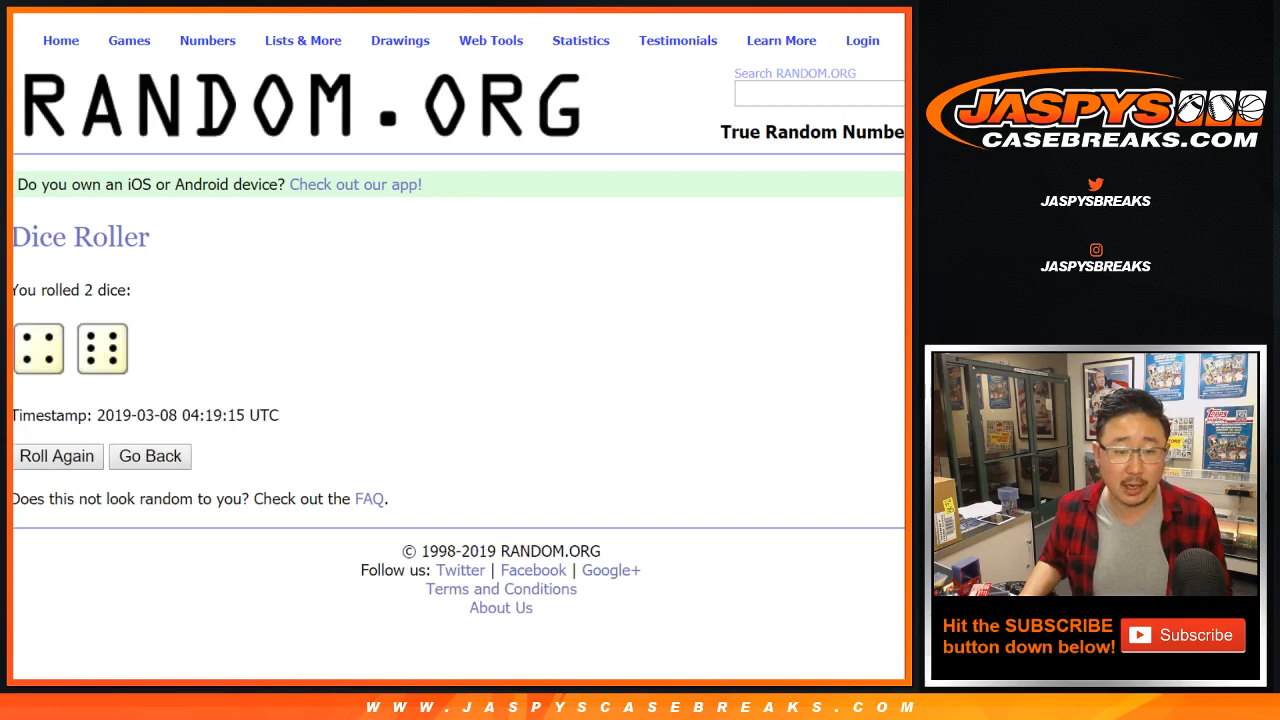 Home Games Numbers Lists & More Drawings Web Tools Statistics Testimonials Learn More Login
RANDOM.ORG
Search RANDOM.ORG
True Random Numbe
Do you own an iOS or Android device? Check out our app!
Dice Roller
You rolled 2 dice:
Timestamp: 2019-03-08 04:19:15 UTC
Roll Again Go Back
Does this not look random to you? Check out the FAQ.
© 1998-2019 RANDOM.ORG
Follow us: Twitter | Facebook | Google+
Terms and Conditions
About Us
JASPYS
CASEBREAKS.COM
JASPYSBREAKS
JASPYSBREAKS
Topps
Hit the SUBSCRIBE
button down below!
Subscribe
WWW.JASPYSCASEBREAKS.COM